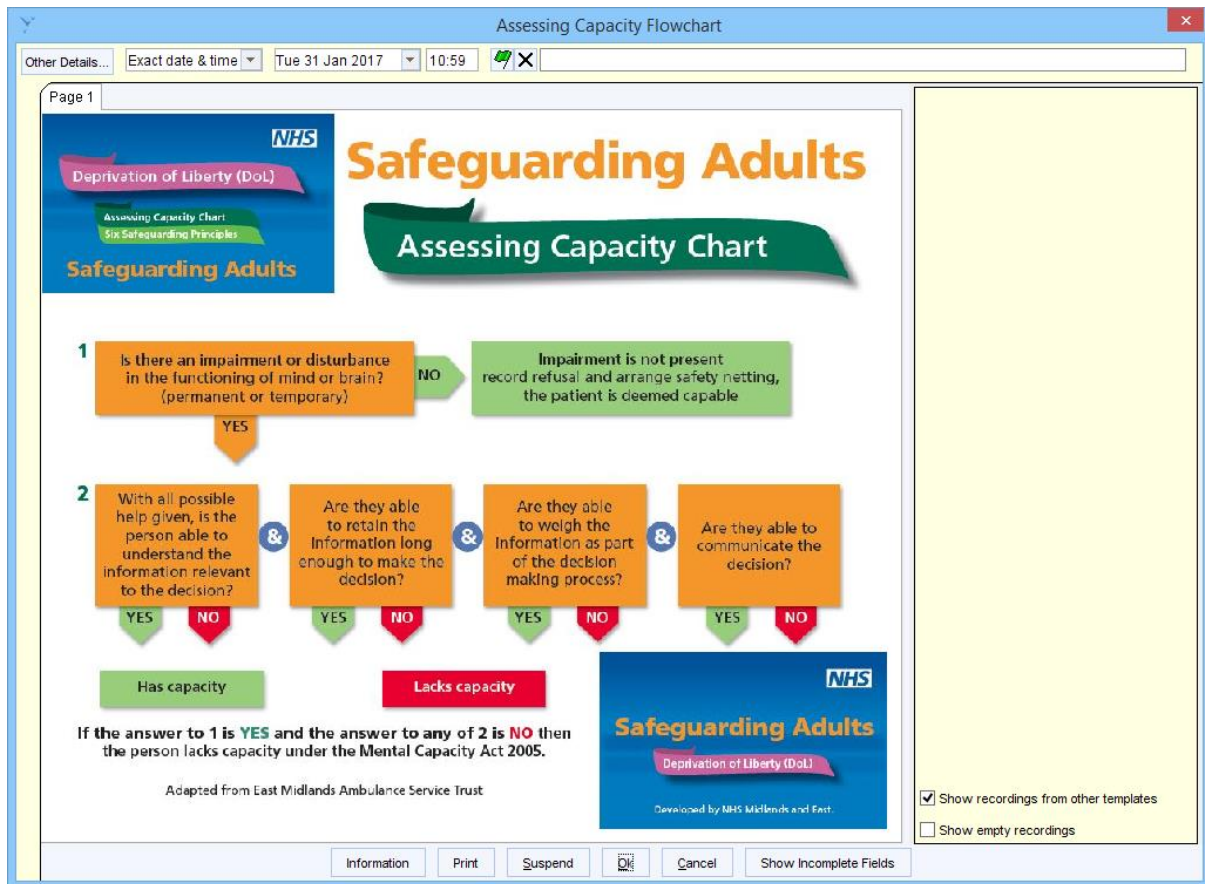 Assessing Capacity Flowchart
Other Details... Exact date & time Tue 31 Jan 2017 10:59
Page 1
NHS
Deprivation of Liberty (DoL)
Assessing Capacity Chart
Six Safeguarding Principles
Safeguarding Adults
Safeguarding Adults
Assessing Capacity Chart
1
Is there an impairment or disturbance
in the functioning of mind or brain?
(permanent or temporary)
NO
Impairment is not present
record refusal and arrange safety netting,
the patient is deemed capable
YES
2
With all possible
help given, is the
person able to
understand the
information relevant
to the decision?
&
Are they able
to retain the
information long
enough to make the
decision?
&
Are they able
to weigh the
information as part
of the decision
making process?
&
Are they able to
communicate the
decision?
YES NO YES NO YES NO YES NO
Has capacity
Lacks capacity
If the answer to 1 is YES and the answer to any of 2 is NO then
the person lacks capacity under the Mental Capacity Act 2005.
Adapted from East Midlands Ambulance Service Trust
NHS
Safeguarding Adults
Deprivation of Liberty (DoL)
Developed by NHS Midlands and East.
Show recordings from other templates
Show empty recordings
Information Print Suspend Ok Cancel Show Incomplete Fields